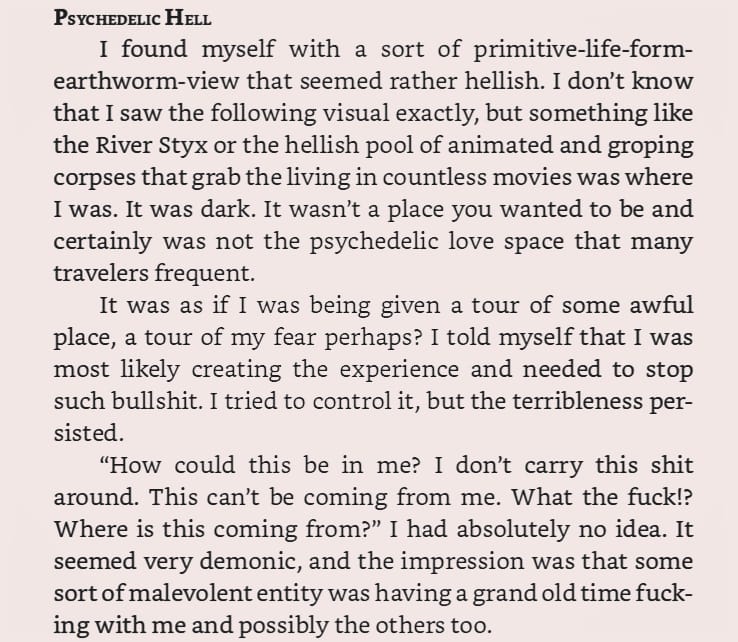 Psychedelic Hell
I found myself with a sort of primitive-life-form-
earthworm-view that seemed rather hellish. I don’t know
that I saw the following visual exactly, but something like
the River Styx or the hellish pool of animated and groping
corpses that grab the living in countless movies was where
I was. It was dark. It wasn’t a place you wanted to be and
certainly was not the psychedelic love space that many
travelers frequent.
It was as if I was being given a tour of some awful
place, a tour of my fear perhaps? I told myself that I was
most likely creating the experience and needed to stop
such bullshit. I tried to control it, but the terribleness per-
sisted.
“How could this be in me? I don’t carry this shit
around. This can’t be coming from me. What the fuck!?
Where is this coming from?” I had absolutely no idea. It
seemed very demonic, and the impression was that some
sort of malevolent entity was having a grand old time fuck-
ing with me and possibly the others too.